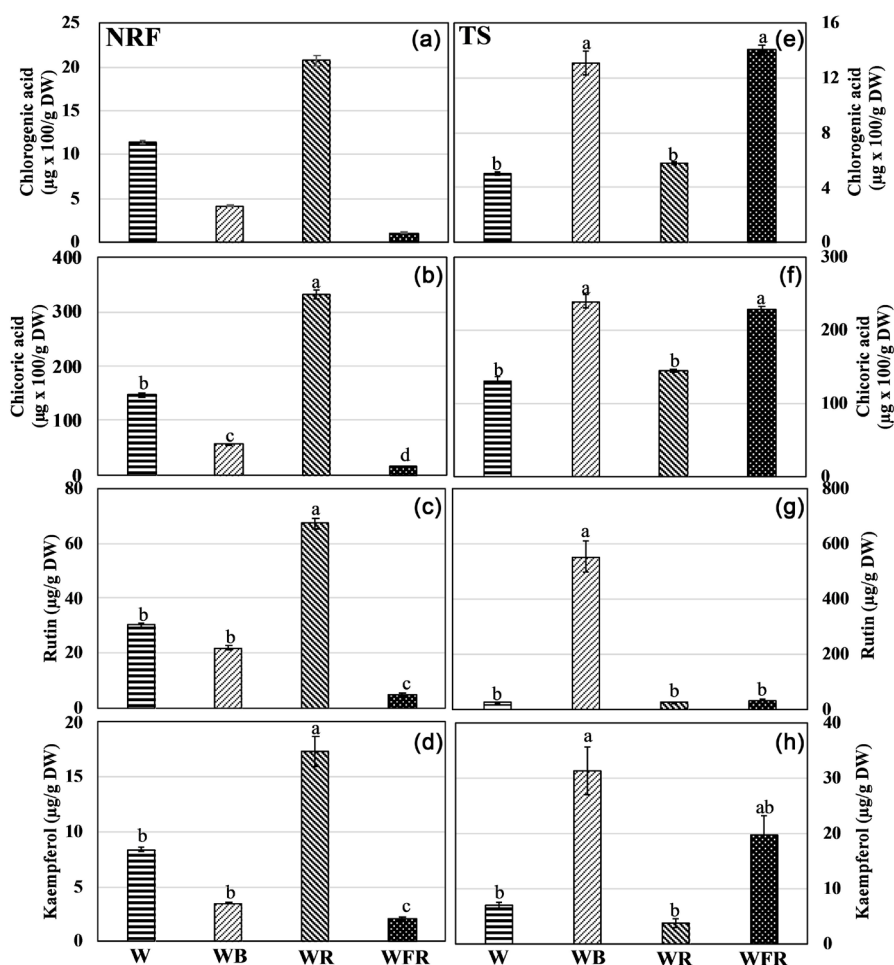 NRF
(a)
25
20
15
10
5
0
Chlorogenic acid
(µg x 100/g DW)
TS
(e)
a
a
b
b
16
12
8
4
0
Chlorogenic acid
(µg x 100/g DW)
(b)
400
300
200
100
0
Chicoric acid
(µg x 100/g DW)
b
c
a
d
(f)
b
a
b
a
300
200
100
0
Chicoric acid
(µg x 100/g DW)
(c)
80
60
40
20
0
Rutin (µg/g DW)
b
b
a
c
(g)
b
a
b
b
800
600
400
200
0
Rutin (µg/g DW)
(d)
20
15
10
5
0
Kaempferol (µg/g DW)
b
b
a
c
(h)
b
a
b
ab
40
30
20
10
0
Kaempferol (µg/g DW)
W WB WR WFR W WB WR WFR